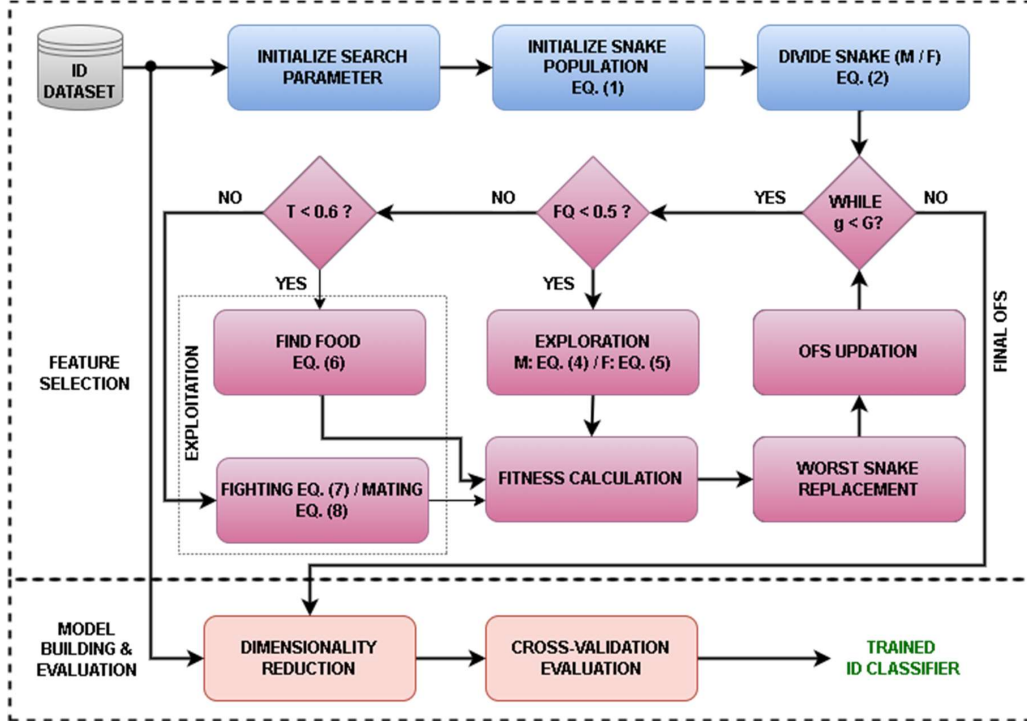 ID
DATASET
INITIALIZE SEARCH
PARAMETER
INITIALIZE SNAKE
POPULATION
EQ. (1)
DIVIDE SNAKE (M / F)
EQ. (2)
NO
T < 0.6 ?
NO
FQ < 0.5 ?
YES
WHILE
g < G?
NO
YES
YES
FINAL OFS
FEATURE
SELECTION
EXPLOITATION
FIND FOOD
EQ. (6)
EXPLORATION
M: EQ. (4) / F: EQ. (5)
OFS UPDATION
FIGHTING EQ. (7) / MATING
EQ. (8)
FITNESS CALCULATION
WORST SNAKE
REPLACEMENT
MODEL
BUILDING &
EVALUATION
DIMENSIONALITY
REDUCTION
CROSS-VALIDATION
EVALUATION
TRAINED
ID CLASSIFIER